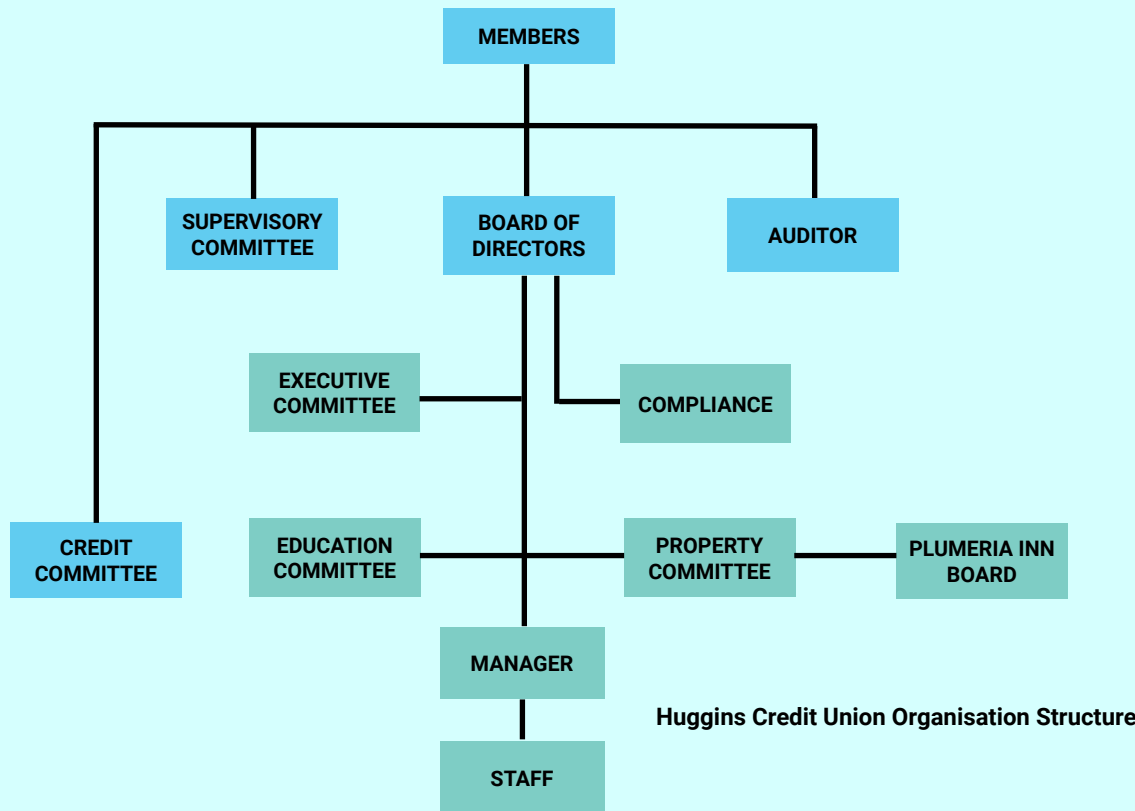 MEMBERS
SUPERVISORY
COMMITTEE
BOARD OF
DIRECTORS
AUDITOR
EXECUTIVE
COMMITTEE
COMPLIANCE
CREDIT
COMMITTEE
EDUCATION
COMMITTEE
PROPERTY
COMMITTEE
PLUMERIA INN
BOARD
MANAGER
Huggins Credit Union Organisation Structure
STAFF